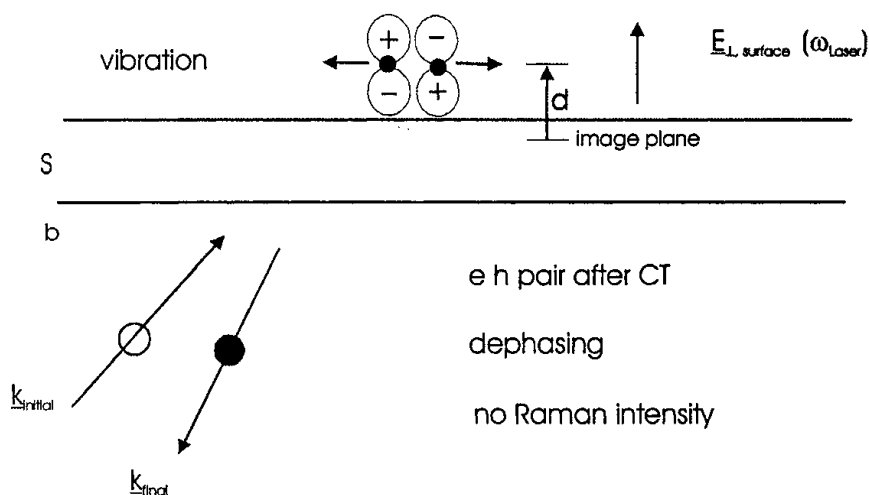 vibration
+ −
− +
d
E⊥, surface (ωLaser)
image plane
S
b
e h pair after CT
dephasing
no Raman intensity
kinitial
kfinal